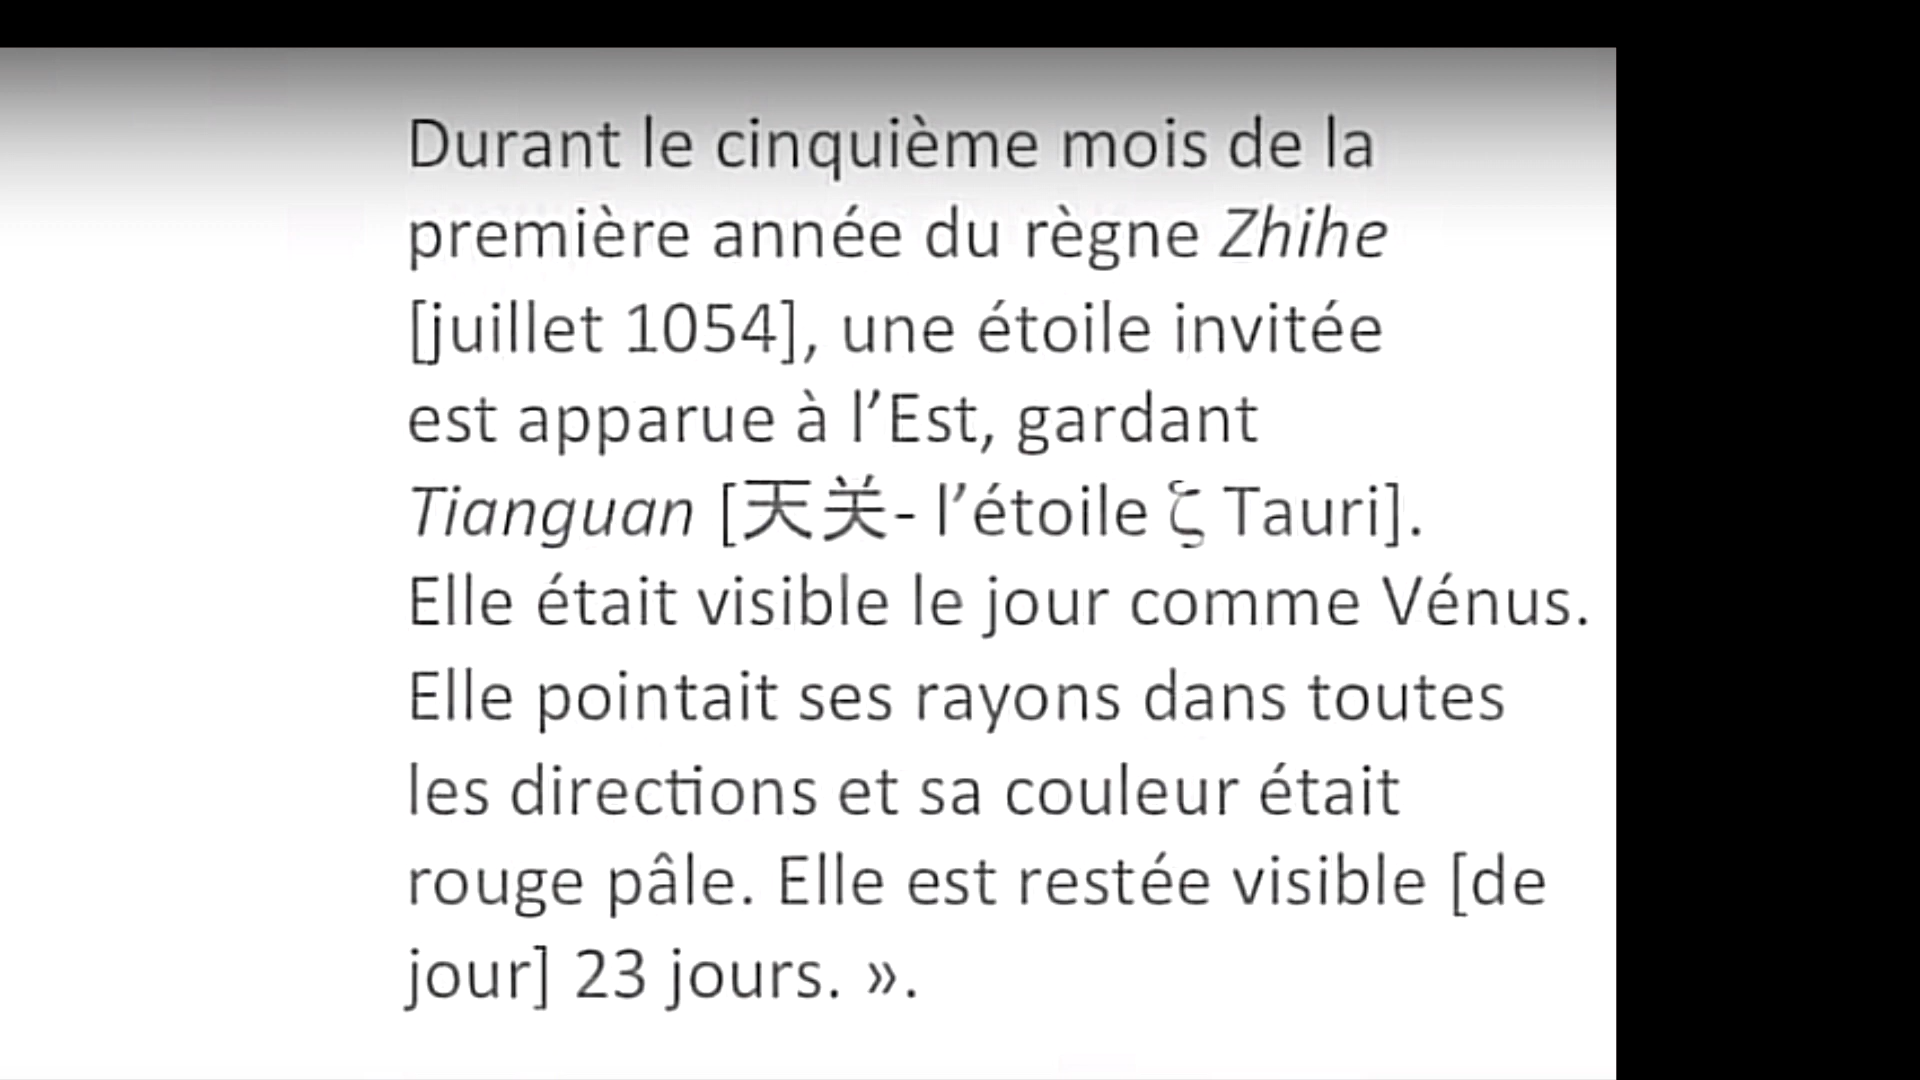 Durant le cinquième mois de la
première année du règne Zhihe
[juillet 1054], une étoile invitée
est apparue à l’Est, gardant
Tianguan [天关- l’étoile ζ Tauri].
Elle était visible le jour comme Vénus.
Elle pointait ses rayons dans toutes
les directions et sa couleur était
rouge pâle. Elle est restée visible [de
jour] 23 jours. ».